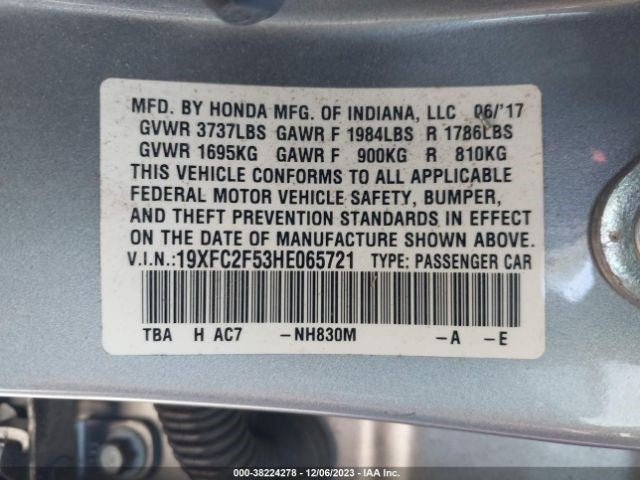 MFD. BY HONDA MFG. OF INDIANA, LLC 06/'17
GVWR 3737LBS GAWR F 1984LBS R 1786LBS
GVWR 1695KG GAWR F 900KG R 810KG
THIS VEHICLE CONFORMS TO ALL APPLICABLE
FEDERAL MOTOR VEHICLE SAFETY, BUMPER,
AND THEFT PREVENTION STANDARDS IN EFFECT
ON THE DATE OF MANUFACTURE SHOWN ABOVE.
V.I.N.:19XFC2F53HE065721 TYPE: PASSENGER CAR
TBA H AC7 –NH830M –A –E
000-38224278 – 12/06/2023 - IAA Inc.